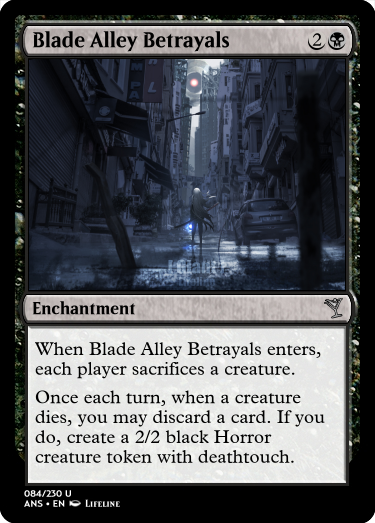 Blade Alley Betrayals 2
Enchantment
When Blade Alley Betrayals enters,
each player sacrifices a creature.
Once each turn, when a creature
dies, you may discard a card. If you
do, create a 2/2 black Horror
creature token with deathtouch.
084/230 U
ANS • EN Lifeline